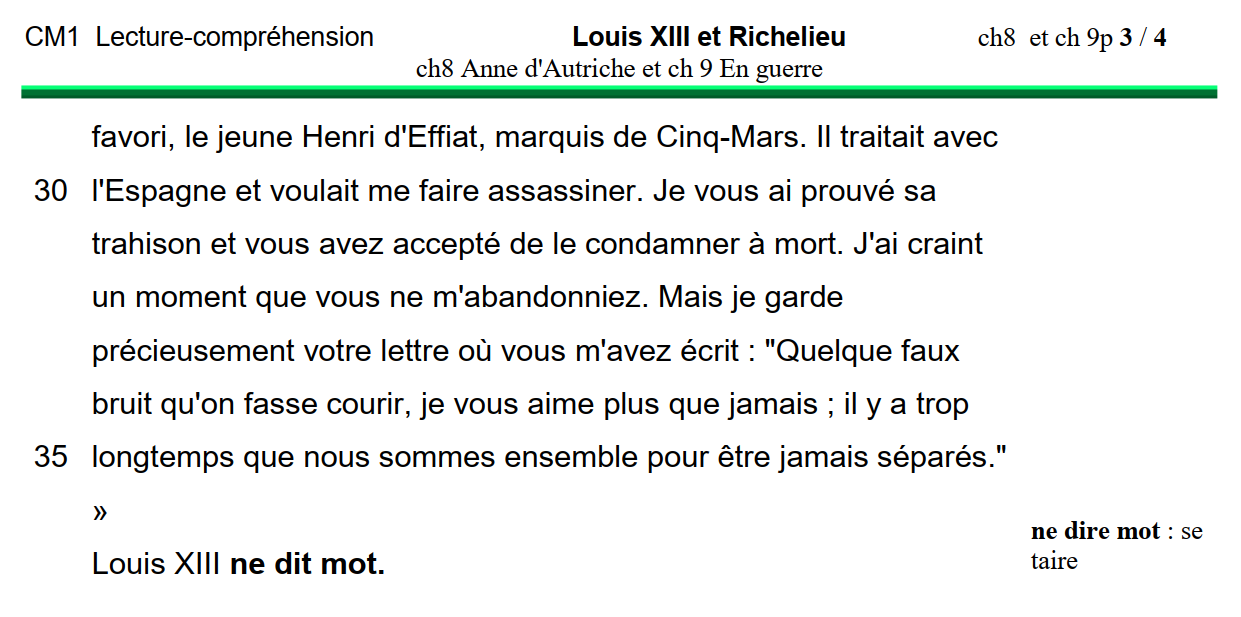 CM1 Lecture-compréhension Louis XIII et Richelieu ch8 et ch 9p 3 / 4
ch8 Anne d'Autriche et ch 9 En guerre
favori, le jeune Henri d'Effiat, marquis de Cinq-Mars. Il traitait avec
30 l'Espagne et voulait me faire assassiner. Je vous ai prouvé sa
trahison et vous avez accepté de le condamner à mort. J'ai craint
un moment que vous ne m'abandonniez. Mais je garde
précieusement votre lettre où vous m'avez écrit : "Quelque faux
bruit qu'on fasse courir, je vous aime plus que jamais ; il y a trop
35 longtemps que nous sommes ensemble pour être jamais séparés."
»
Louis XIII ne dit mot.
ne dire mot : se
taire